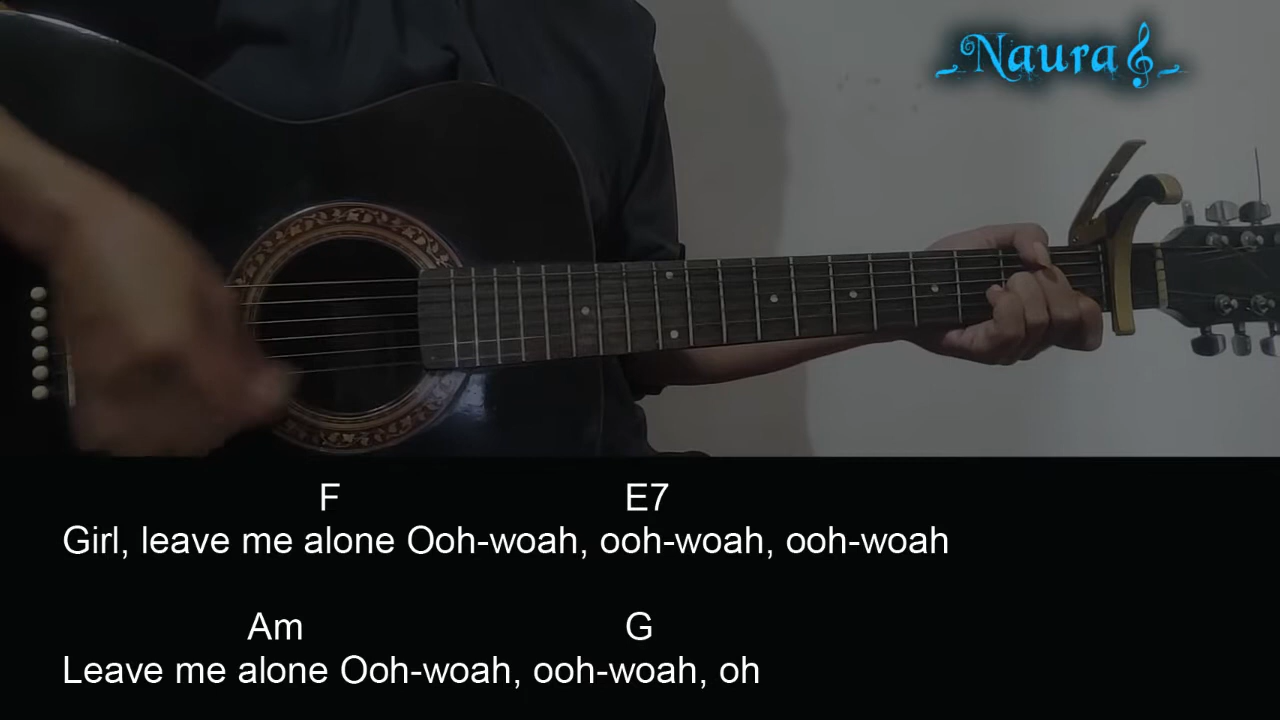 Naura
F E7
Girl, leave me alone Ooh-woah, ooh-woah, ooh-woah
Am G
Leave me alone Ooh-woah, ooh-woah, oh